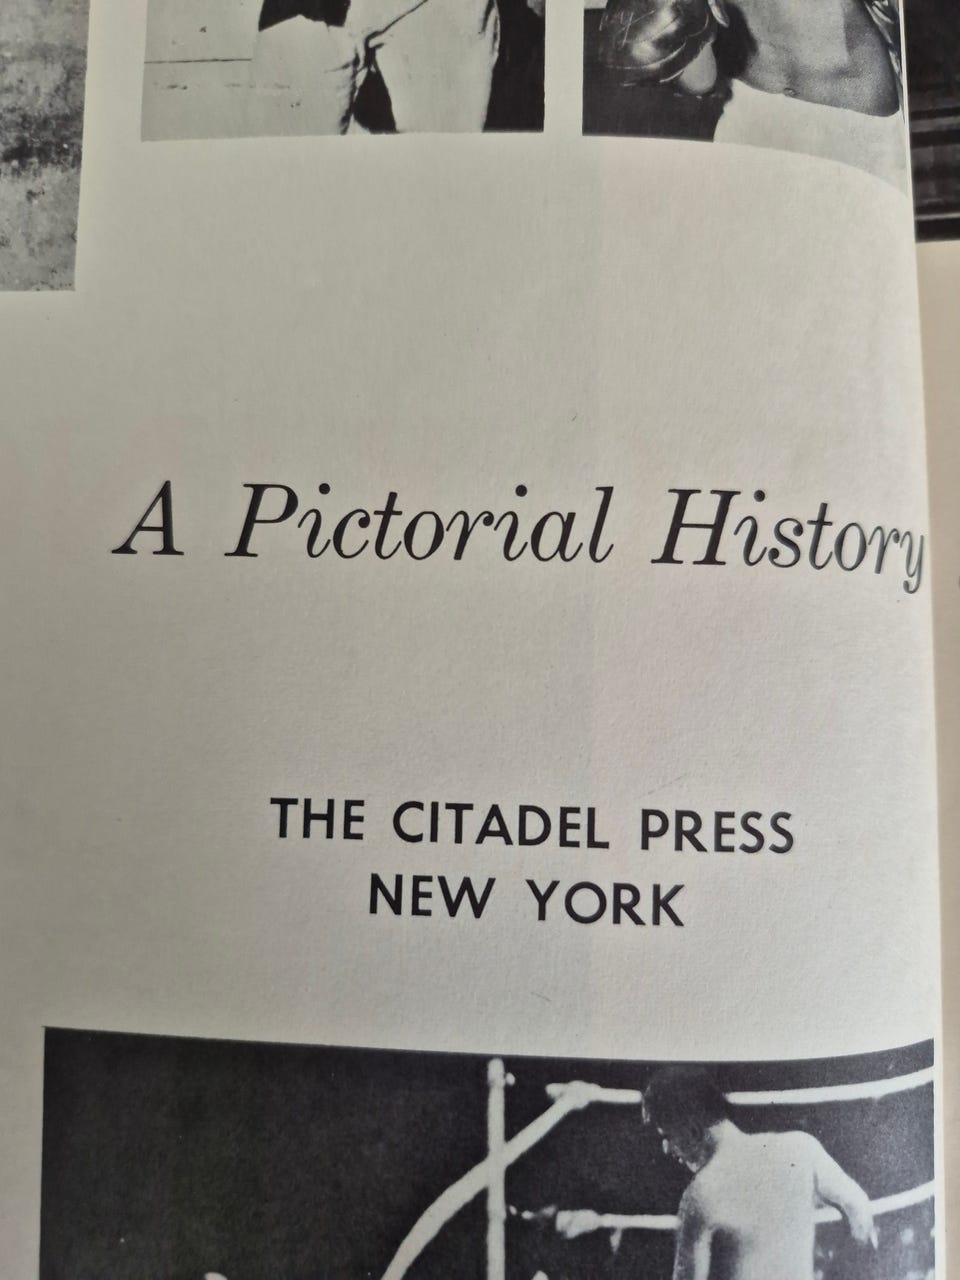 A Pictorial History
THE CITADEL PRESS
NEW YORK